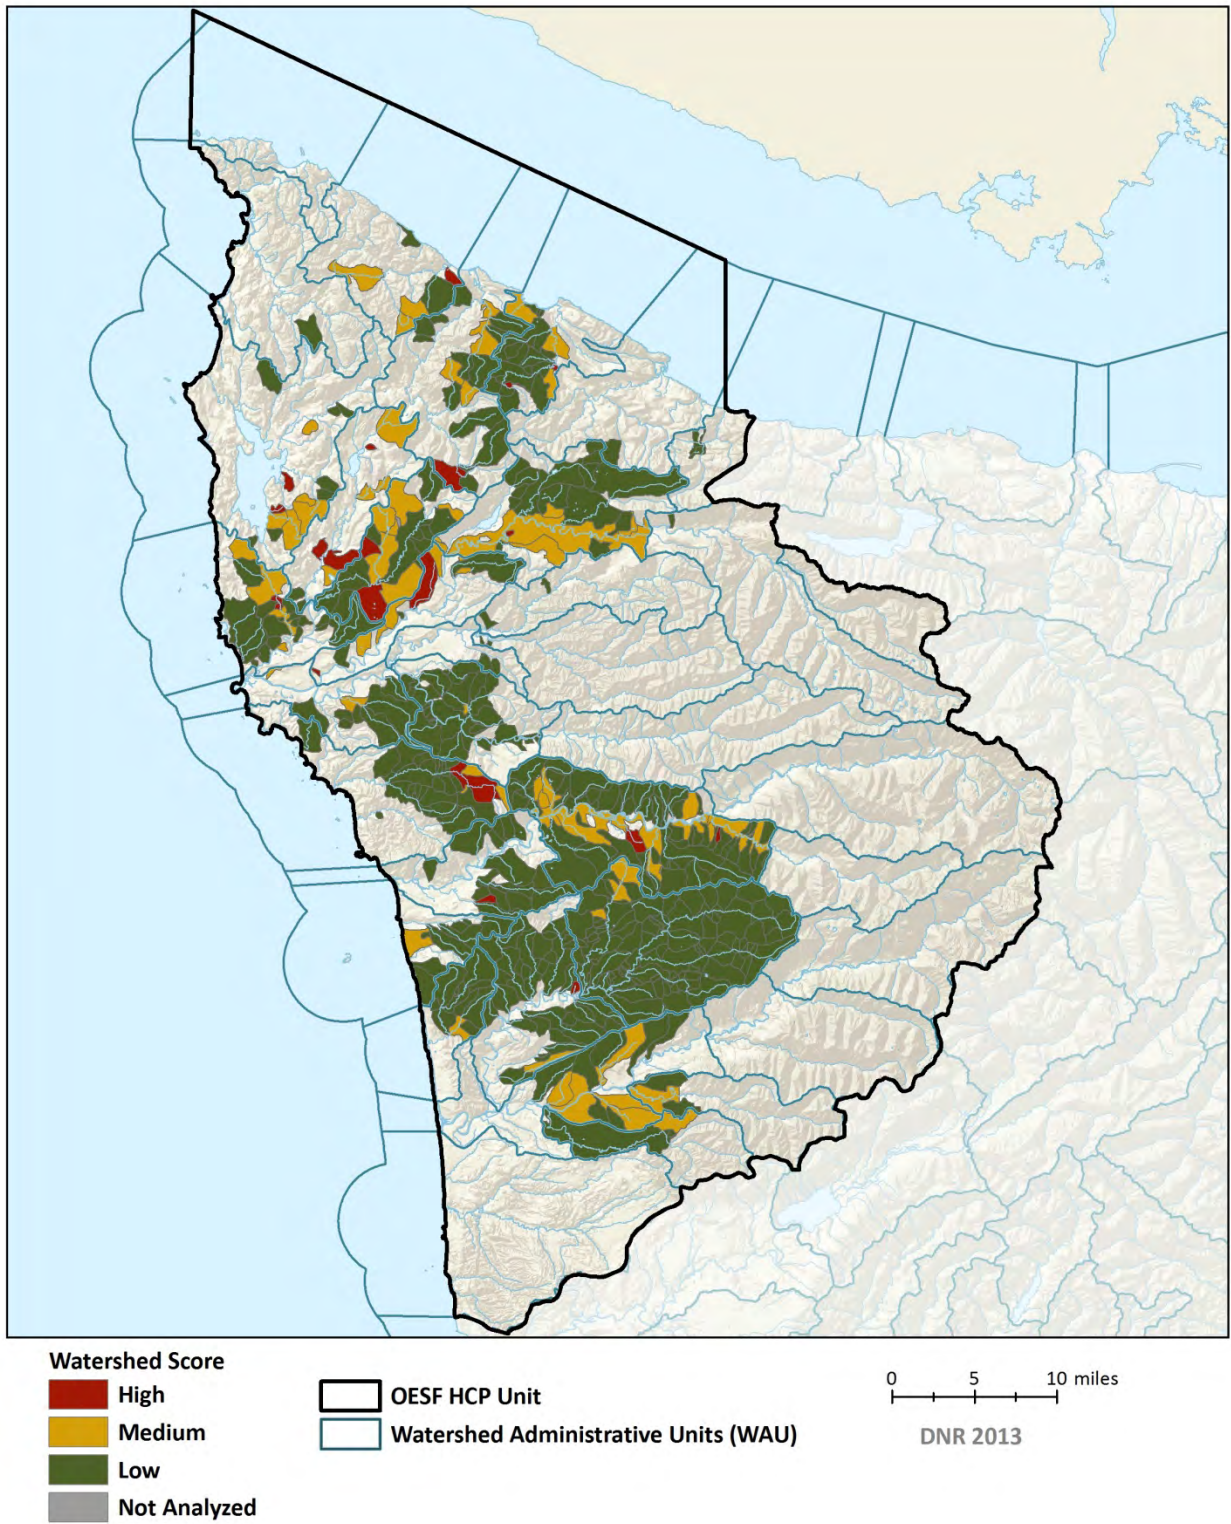 Watershed Score
High
Medium
Low
Not Analyzed
OESF HCP Unit
Watershed Administrative Units (WAU)
0 5 10 miles
DNR 2013